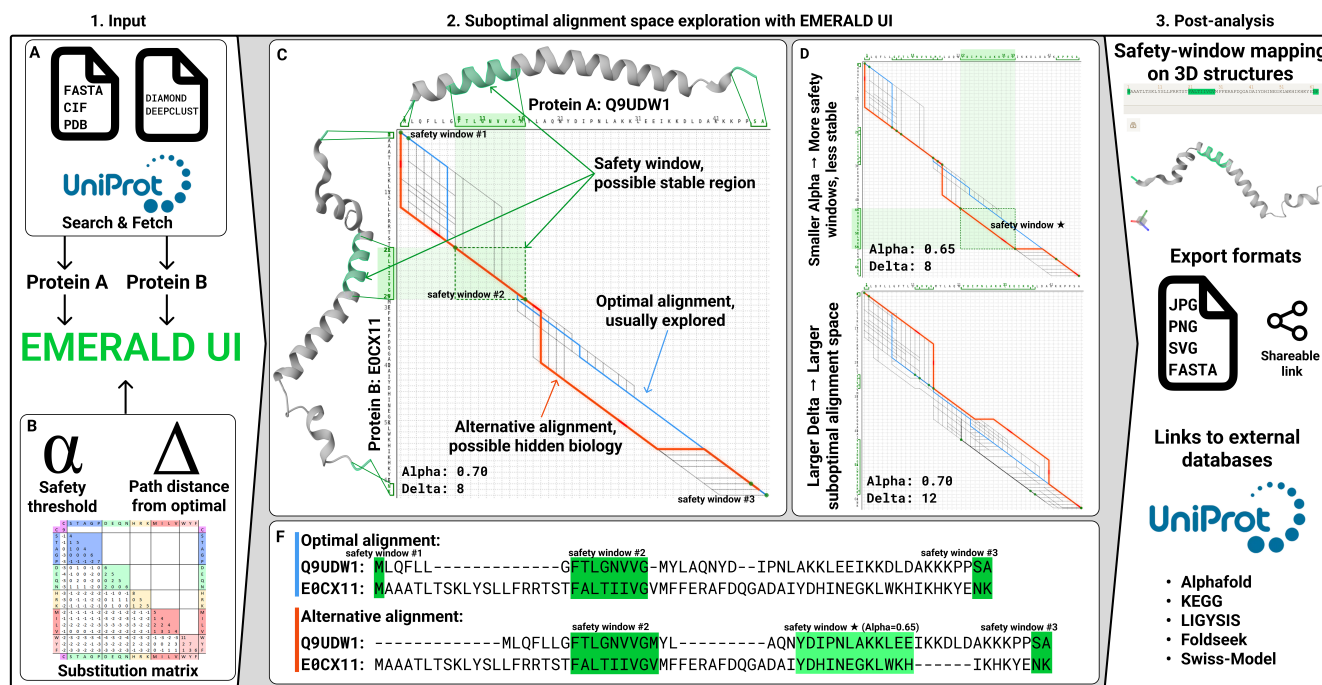 1. Input
2. Suboptimal alignment space exploration with EMERALD UI
3. Post-analysis
A
FASTA
CIF
PDB
DIAMOND
DEEPCLUST
UniProt
Search & Fetch
Protein A
Protein B
EMERALD UI
B
α
Δ
Safety
threshold
Path distance
from optimal
Substitution matrix
C
Protein A: Q9UDW1
safety window #1
Safety window,
possible stable region
safety window #2
Protein B: E0CX11
Optimal alignment,
usually explored
Alternative alignment,
possible hidden biology
Alpha: 0.70
Delta: 8
safety window #3
D
Smaller Alpha → More safety
windows, less stable
safety window ★
Alpha: 0.65
Delta: 8
Larger Delta → Larger
suboptimal alignment space
Alpha: 0.70
Delta: 12
F
Optimal alignment:
safety window #1 safety window #2 safety window #3
Q9UDW1: MLQFLL-------------GFTLGNVVG-MYLAQNYD--IPNLAKKLEEIKKDLDAKKKPPSA
E0CX11: MAAATLTSKLYSLLFRRTSTFALTIIVGVMFFERAFDQGADAIYDHINEGKLWKHIKHKYENK
Alternative alignment:
safety window #2 safety window ★ (Alpha=0.65) safety window #3
Q9UDW1: -------------MLQFLLGFTLGNVVGMYL---------AQNYDIPNLAKKLEEIKKDLDAKKKPPSA
E0CX11: MAAATLTSKLYSLLFRRTSTFALTIIVGVMFFERAFDQGADAIYDHINEGKLWKH------IKHKYENK
Safety-window mapping
on 3D structures
Export formats
JPG
PNG
SVG
FASTA
Shareable
link
Links to external
databases
UniProt
• Alphafold
• KEGG
• LIGYSIS
• Foldseek
• Swiss-Model